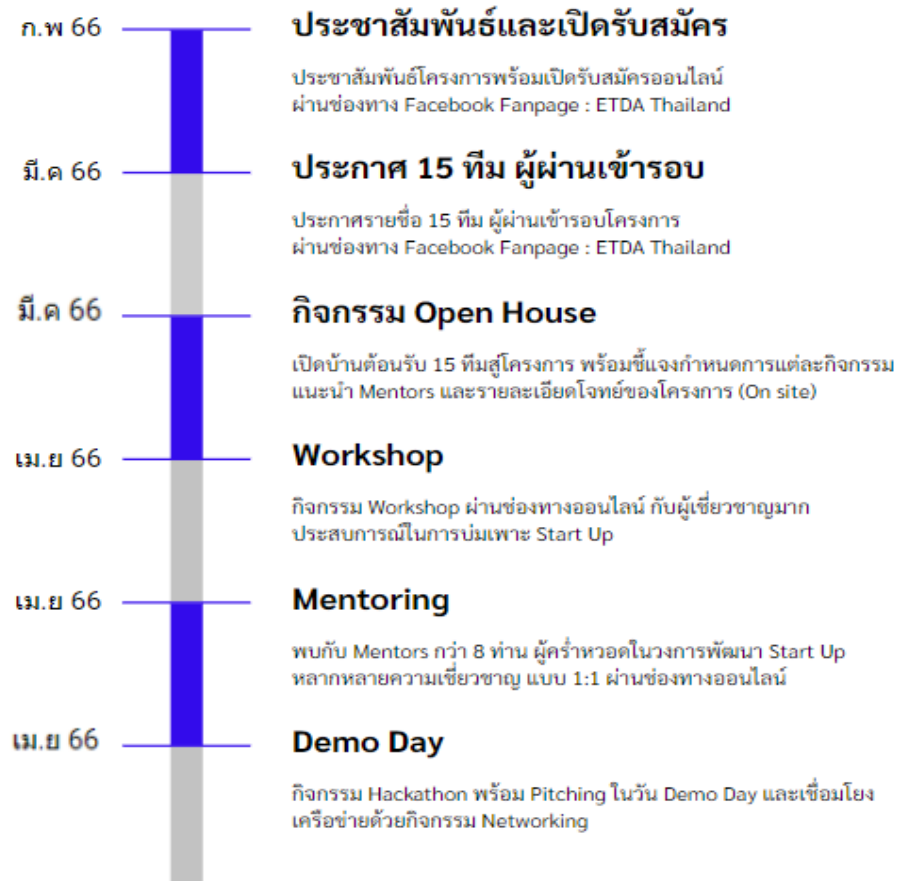 ก.พ 66
ประชาสัมพันธ์และเปิดรับสมัคร
ประชาสัมพันธ์โครงการพร้อมเปิดรับสมัครออนไลน์
ผ่านช่องทาง Facebook Fanpage : ETDA Thailand
มี.ค 66
ประกาศ 15 ทีม ผู้ผ่านเข้ารอบ
ประกาศรายชื่อ 15 ทีม ผู้ผ่านเข้ารอบโครงการ
ผ่านช่องทาง Facebook Fanpage : ETDA Thailand
มี.ค 66
กิจกรรม Open House
เปิดบ้านต้อนรับ 15 ทีมสู่โครงการ พร้อมชี้แจงกำหนดการแต่ละกิจกรรม
แนะนำ Mentors และรายละเอียดโจทย์ของโครงการ (On site)
เม.ย 66
Workshop
กิจกรรม Workshop ผ่านช่องทางออนไลน์ กับผู้เชี่ยวชาญมาก
ประสบการณ์ในการบ่มเพาะ Start Up
เม.ย 66
Mentoring
พบกับ Mentors กว่า 8 ท่าน ผู้คร่ำหวอดในวงการพัฒนา Start Up
หลากหลายความเชี่ยวชาญ แบบ 1:1 ผ่านช่องทางออนไลน์
เม.ย 66
Demo Day
กิจกรรม Hackathon พร้อม Pitching ในวัน Demo Day และเชื่อมโยง
เครือข่ายด้วยกิจกรรม Networking